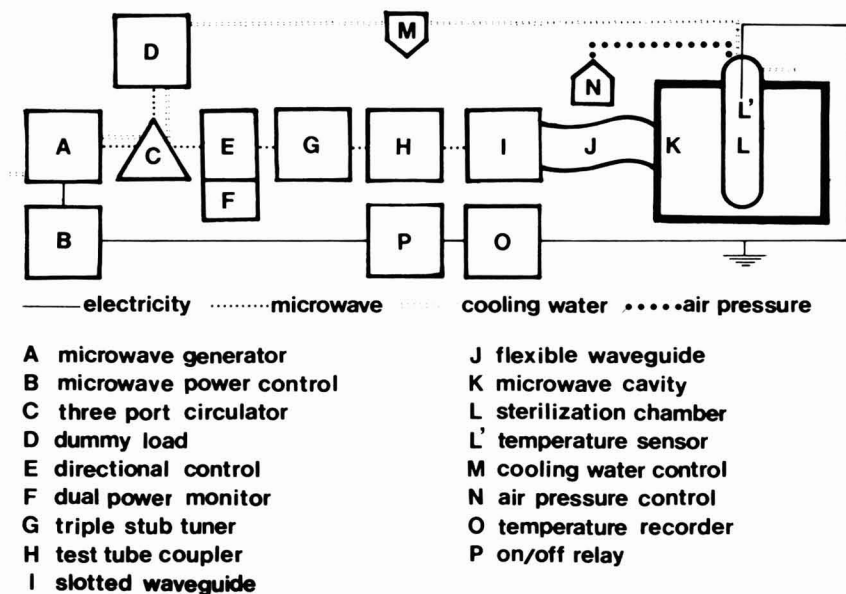 D
M
N
L'
A
C
E
G
H
I
J
K
L
F
B
P
O
electricity microwave cooling water air pressure
A microwave generator
B microwave power control
C three port circulator
D dummy load
E directional control
F dual power monitor
G triple stub tuner
H test tube coupler
I slotted waveguide
J flexible waveguide
K microwave cavity
L sterilization chamber
L' temperature sensor
M cooling water control
N air pressure control
O temperature recorder
P on/off relay